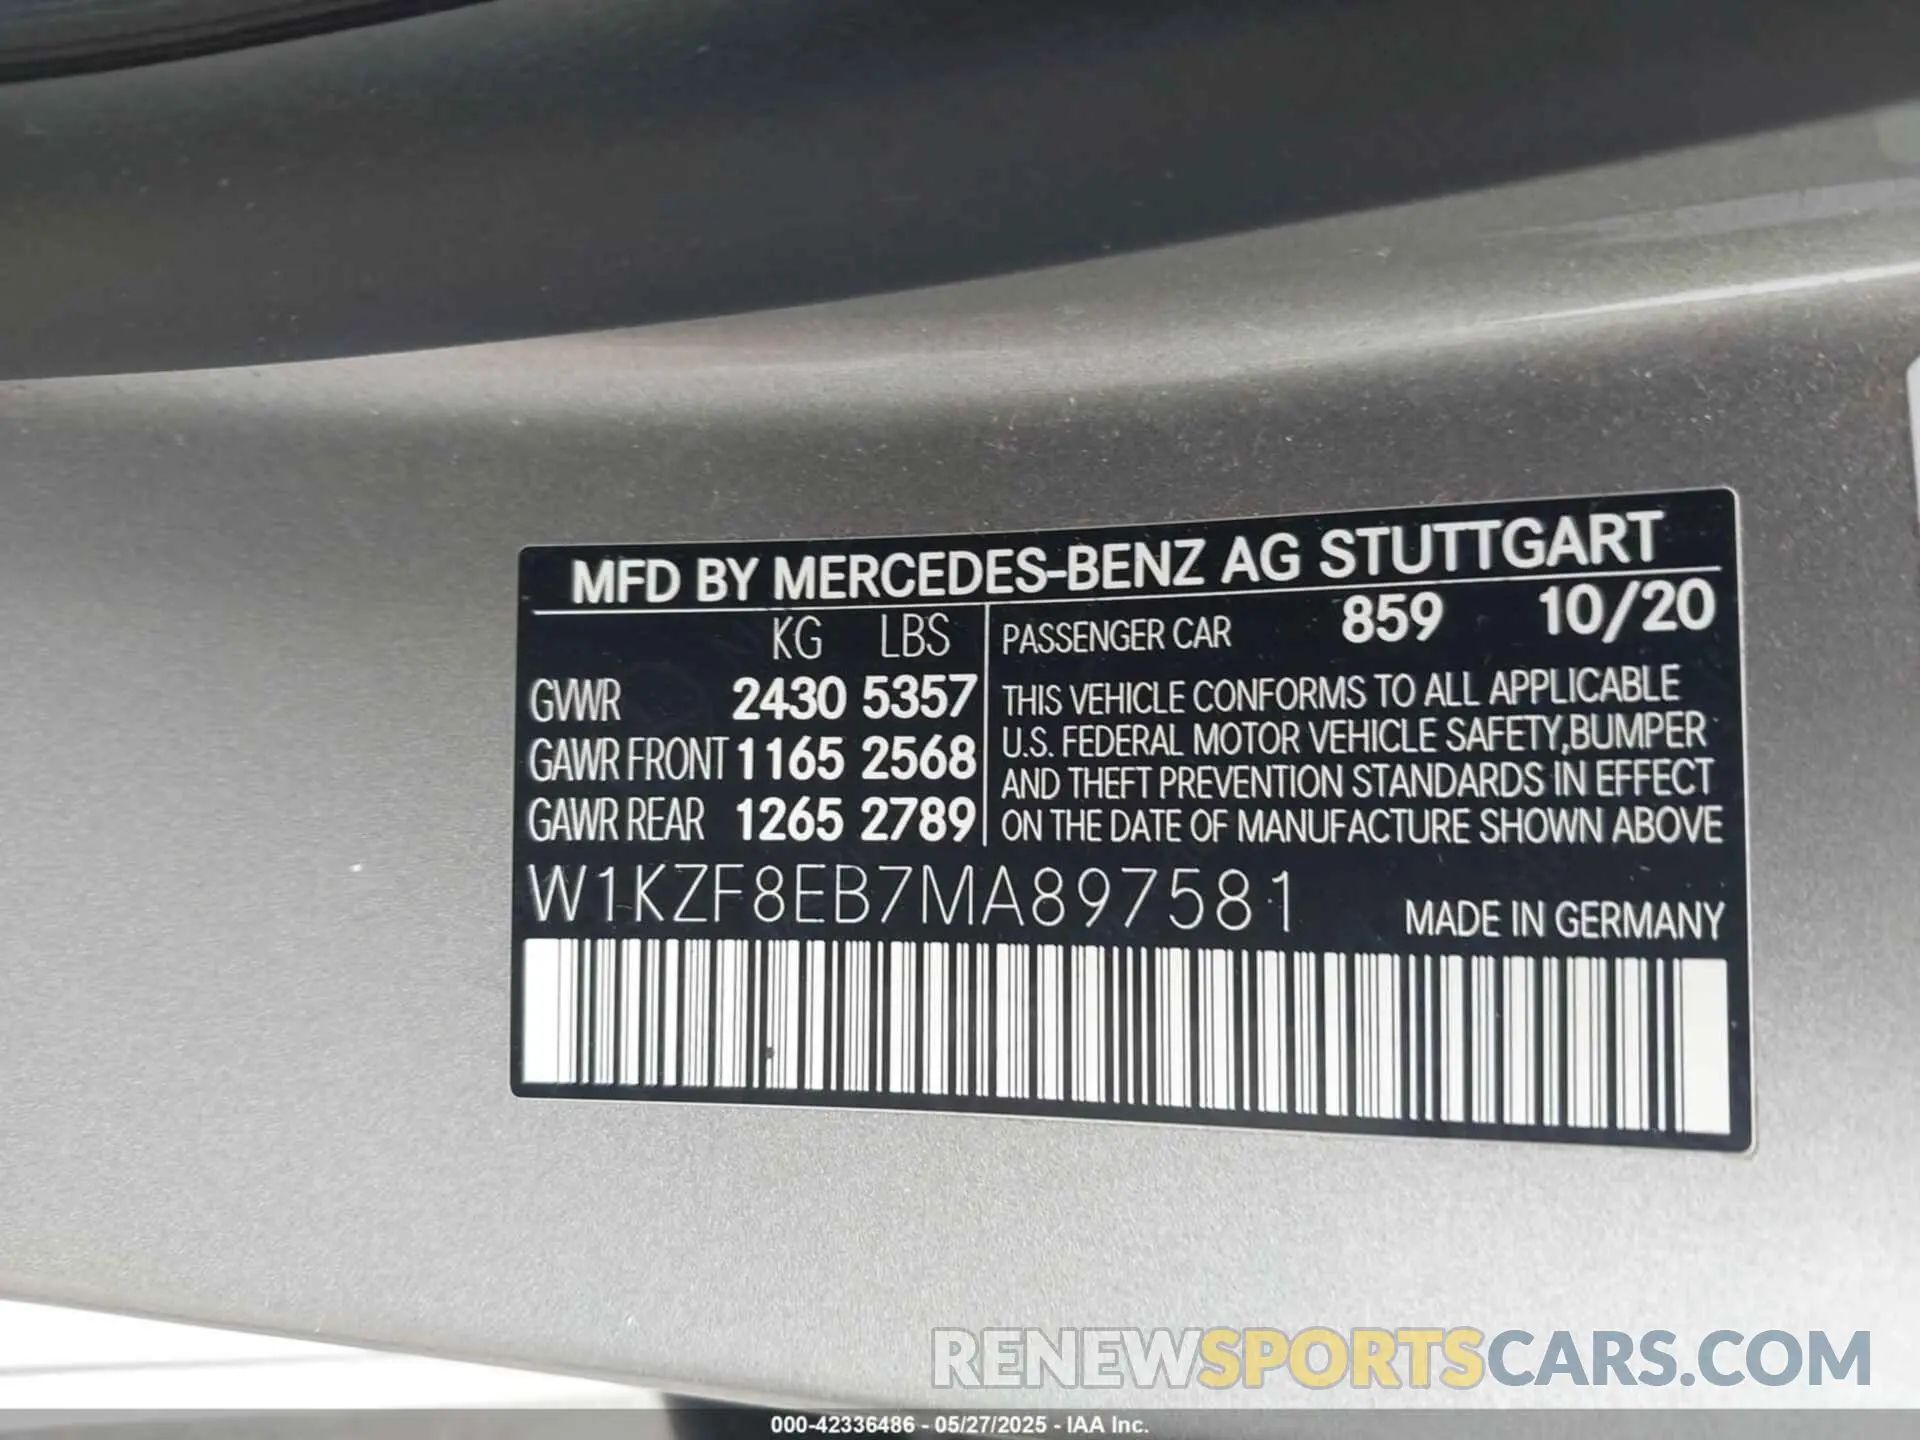 MFD BY MERCEDES-BENZ AG STUTTGART
KG LBS
GVWR 2430 5357
GAWR FRONT 1165 2568
GAWR REAR 1265 2789
PASSENGER CAR 859 10/20
THIS VEHICLE CONFORMS TO ALL APPLICABLE
U.S. FEDERAL MOTOR VEHICLE SAFETY,BUMPER
AND THEFT PREVENTION STANDARDS IN EFFECT
ON THE DATE OF MANUFACTURE SHOWN ABOVE
W1KZF8EB7MA897581
MADE IN GERMANY
RENEWSPORTSCARS.COM
000-42336486 - 05/27/2025 - IAA Inc.